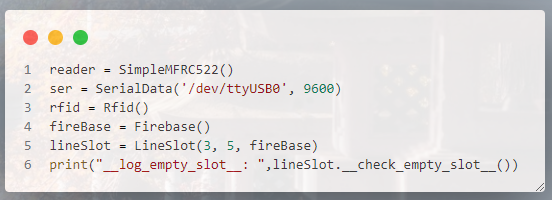 1 reader = SimpleMFRC522()
2 ser = SerialData('/dev/ttyUSB0', 9600)
3 rfid = Rfid()
4 fireBase = Firebase()
5 lineSlot = LineSlot(3, 5, fireBase)
6 print("__log_empty_slot__: ",lineSlot.__check_empty_slot__())